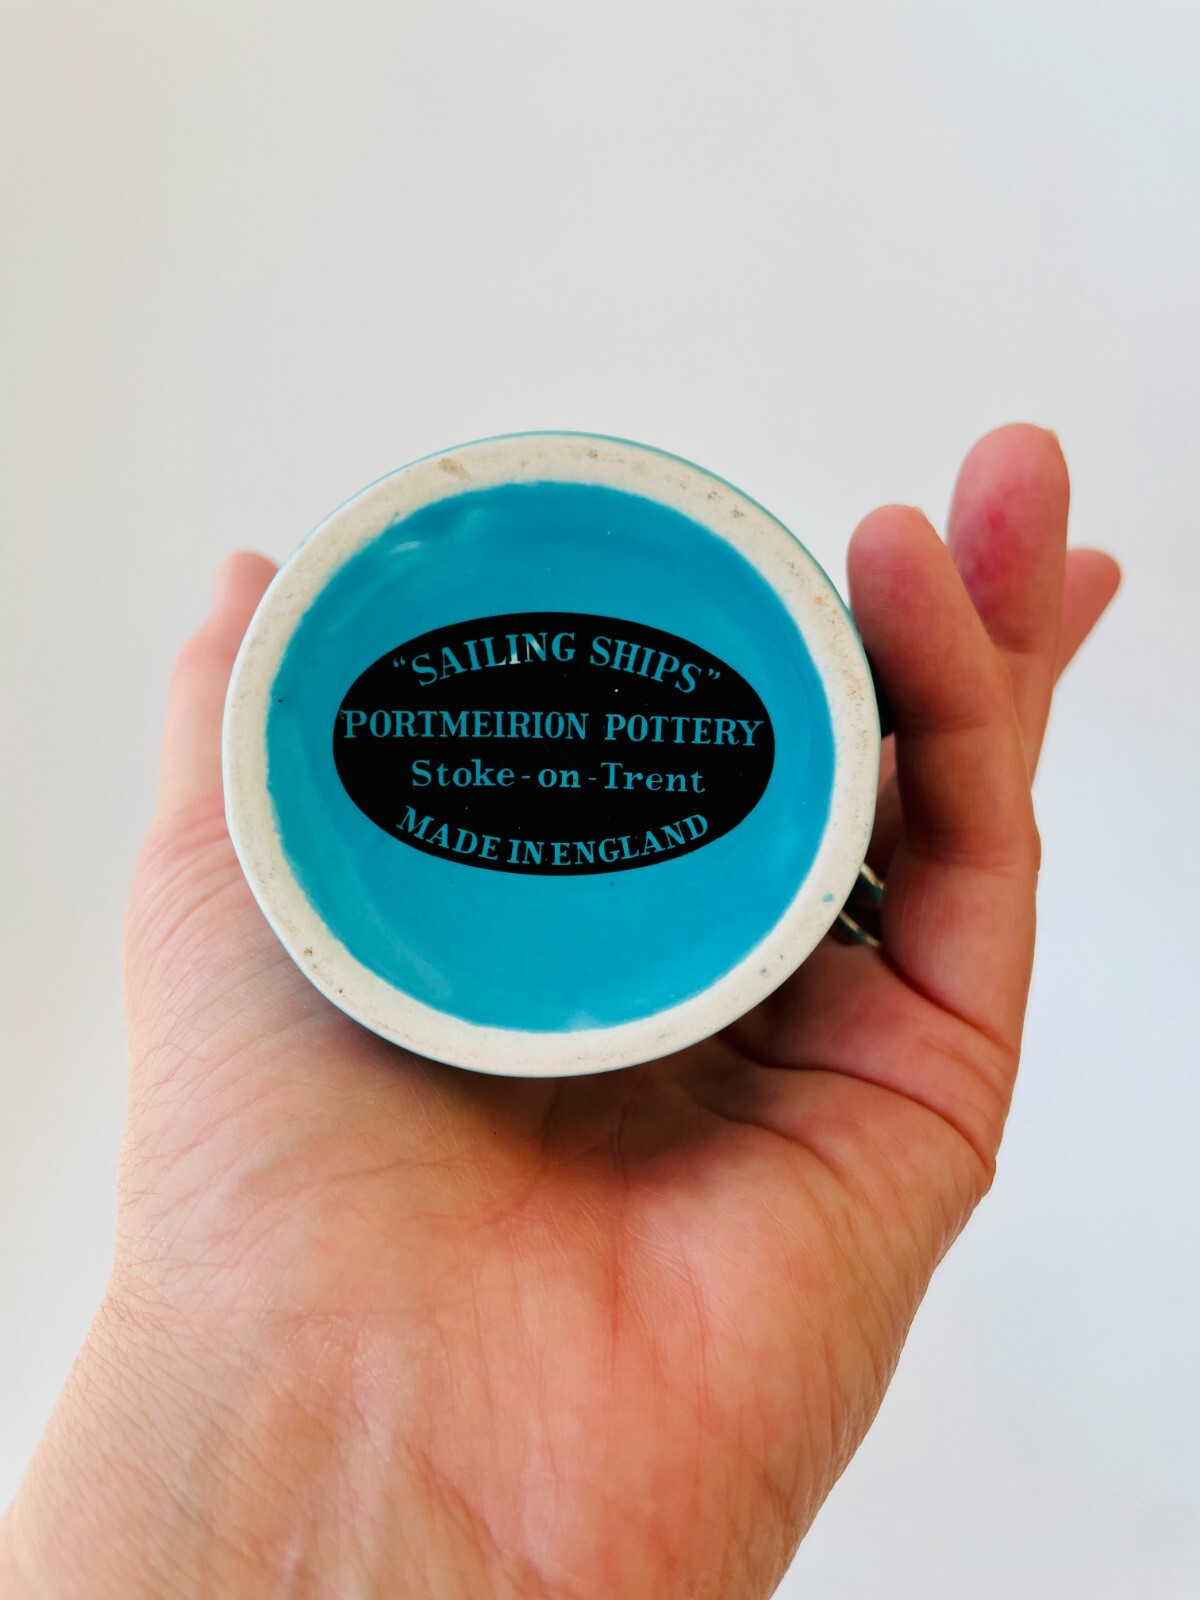 “SAILING SHIPS”
PORTMEIRION POTTERY
Stoke-on-Trent
MADE IN ENGLAND